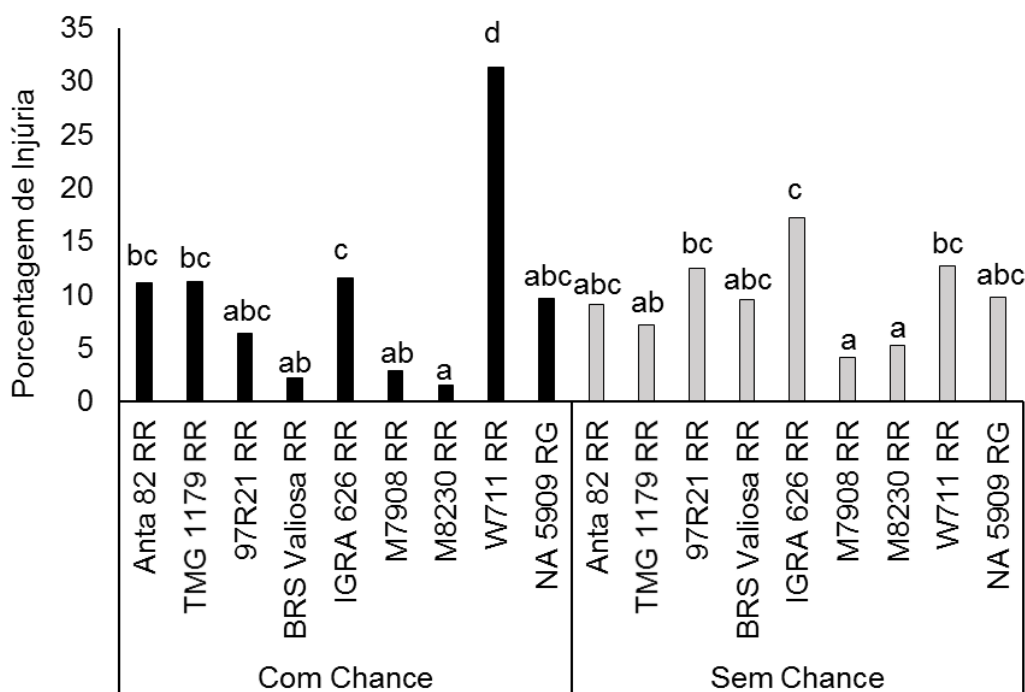 Porcentagem de Injúria
35
30
25
20
15
10
5
0
bc
bc
abc
ab
c
ab
a
d
abc
abc
ab
bc
abc
c
a
a
bc
abc
Anta 82 RR
TMG 1179 RR
97R21 RR
BRS Valiosa RR
IGRA 626 RR
M7908 RR
M8230 RR
W711 RR
NA 5909 RG
Anta 82 RR
TMG 1179 RR
97R21 RR
BRS Valiosa RR
IGRA 626 RR
M7908 RR
M8230 RR
W711 RR
NA 5909 RG
Com Chance
Sem Chance